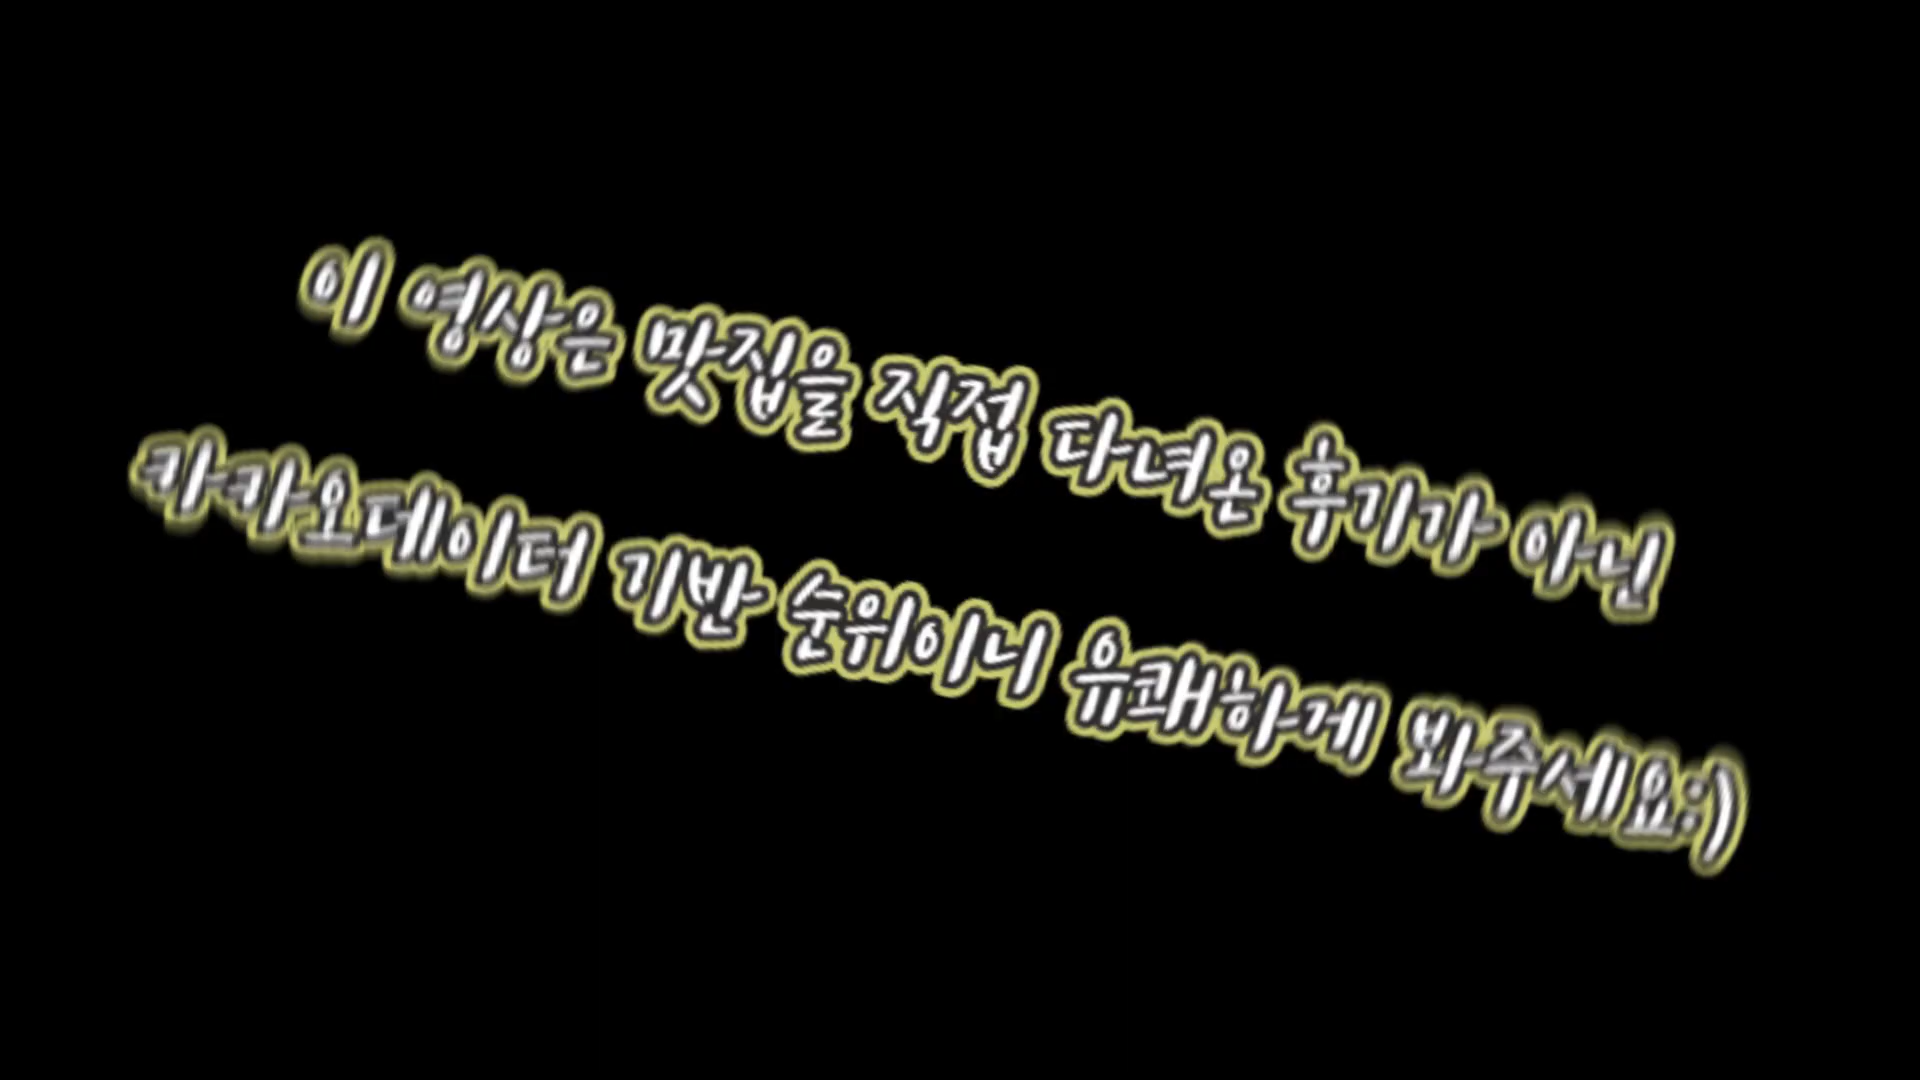 이 영상은 맛집을 직접 다녀온 후기가 아닌
카카오데이터 기반 순위이니 유쾌하게 봐주세요:)